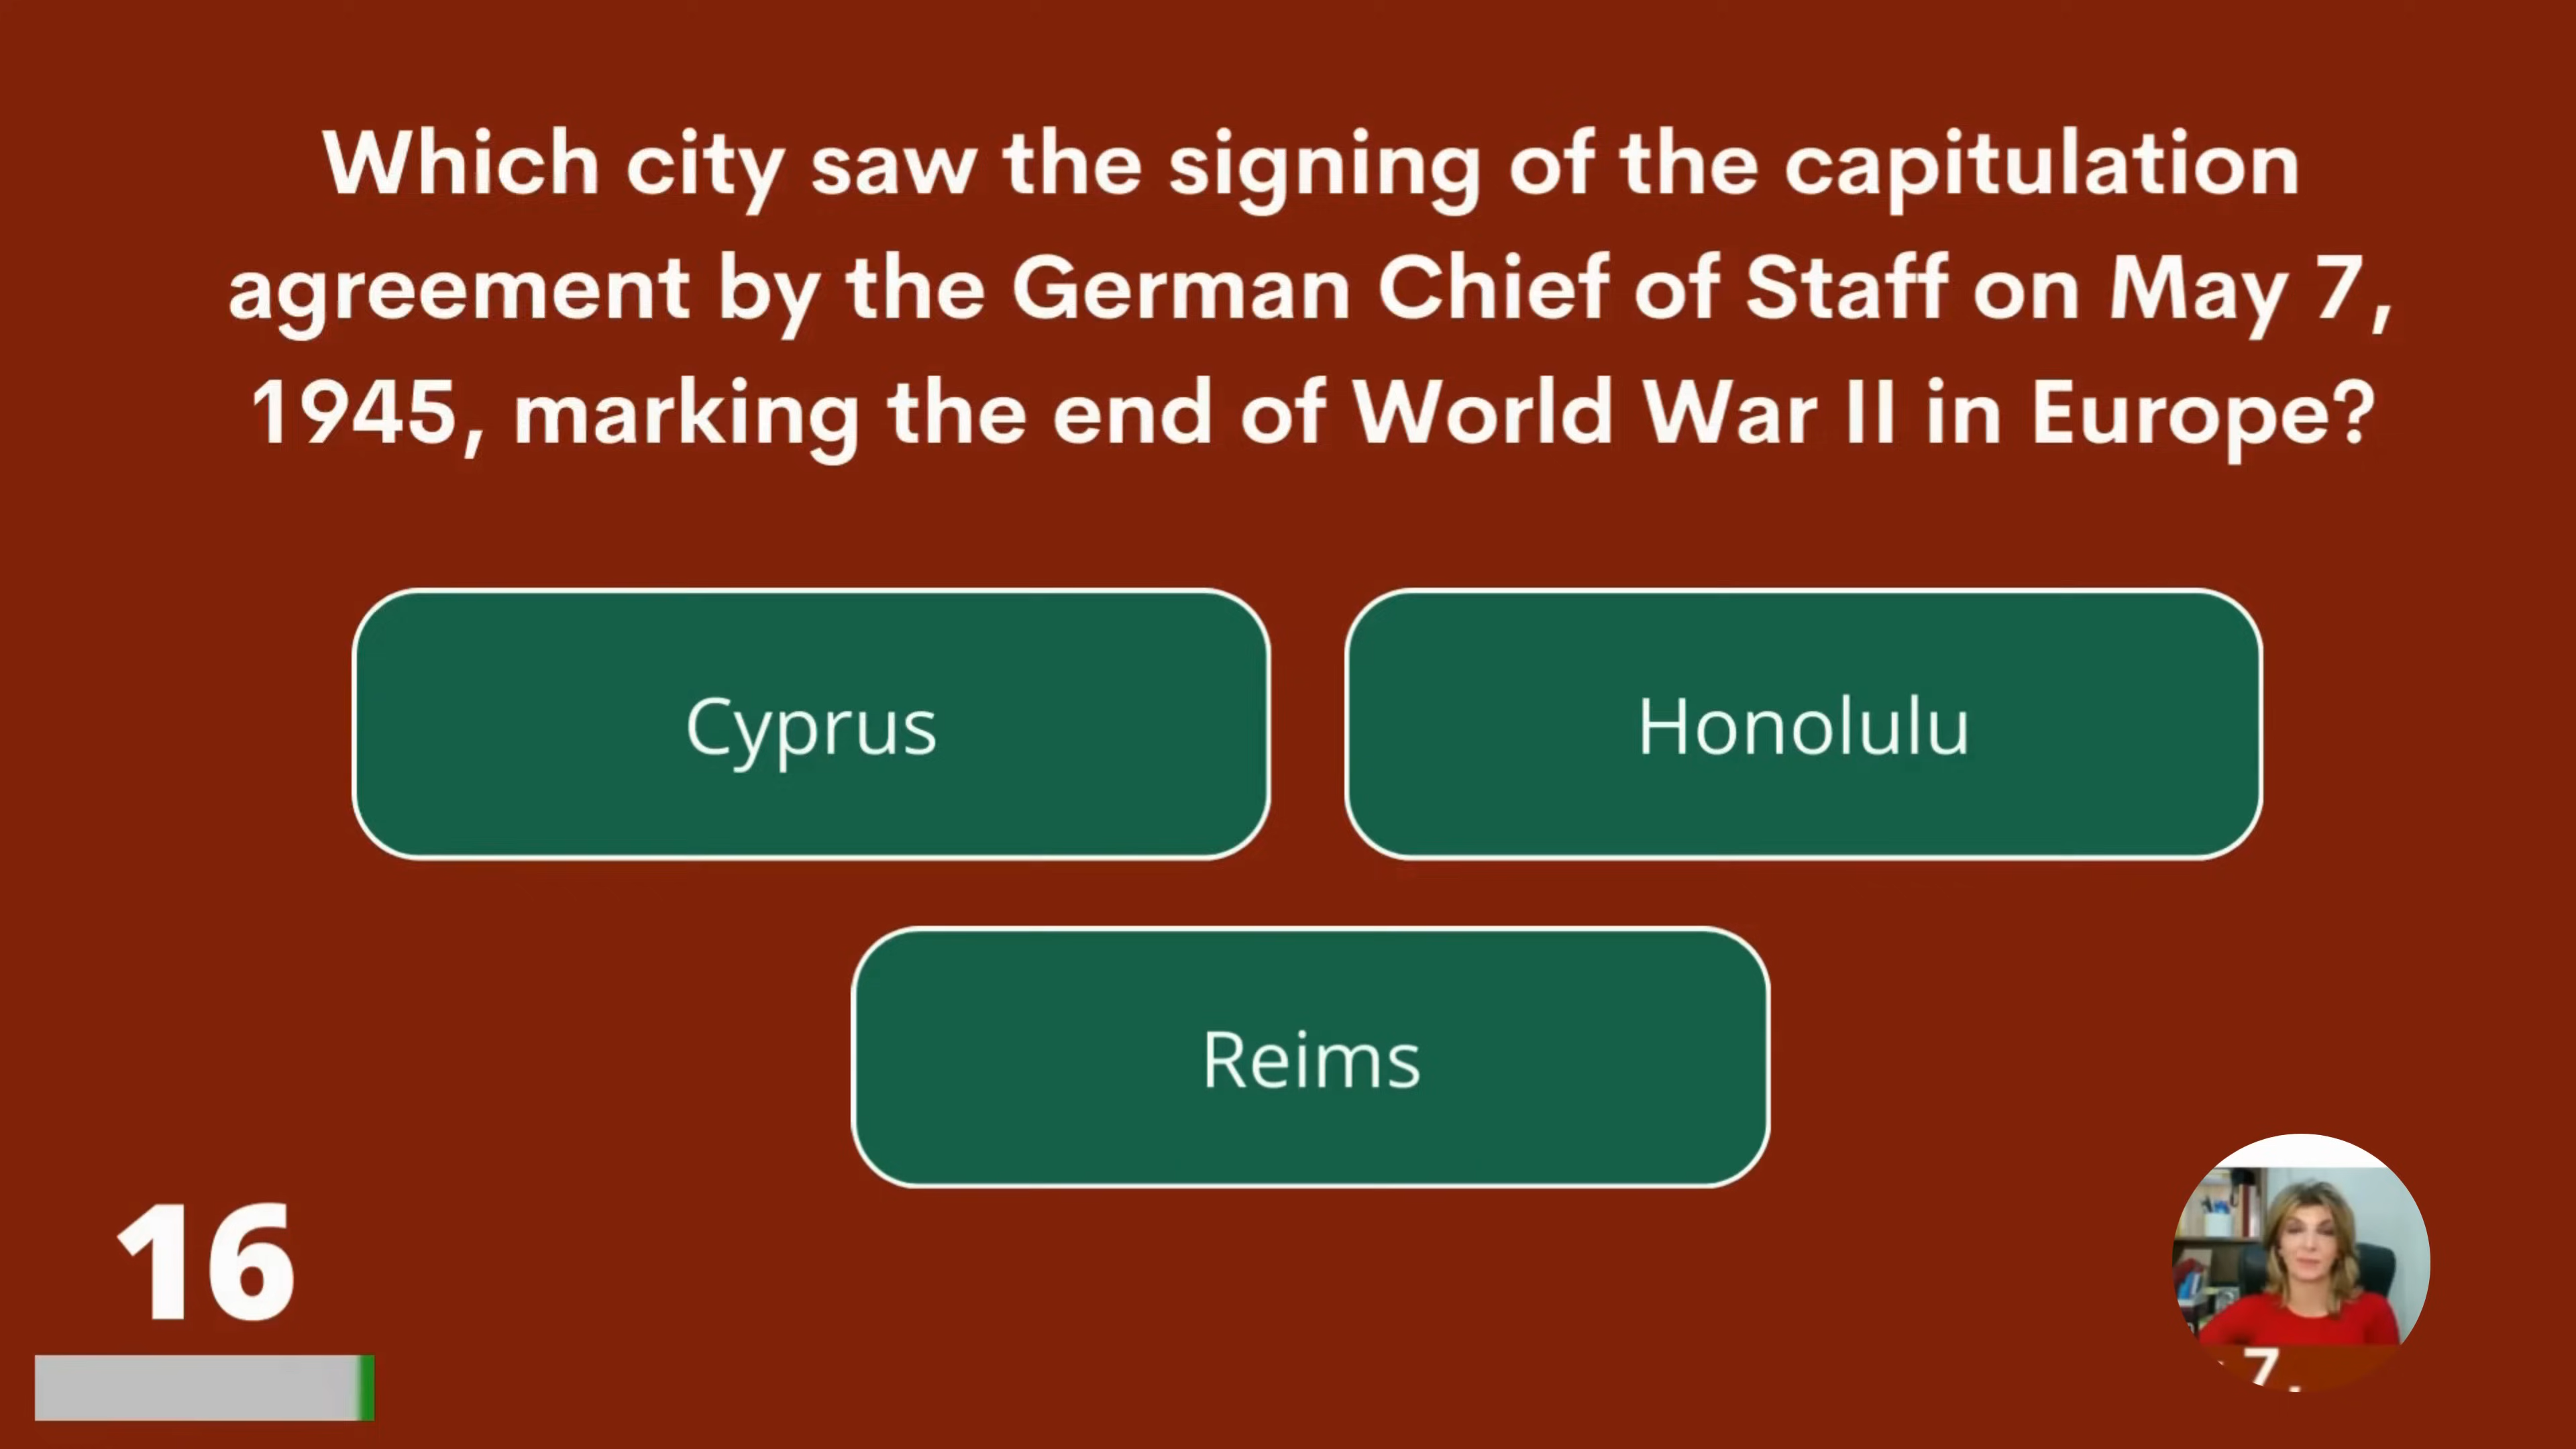 Which city saw the signing of the capitulation
agreement by the German Chief of Staff on May 7,
1945, marking the end of World War II in Europe?
Cyprus
Honolulu
Reims
16
7,